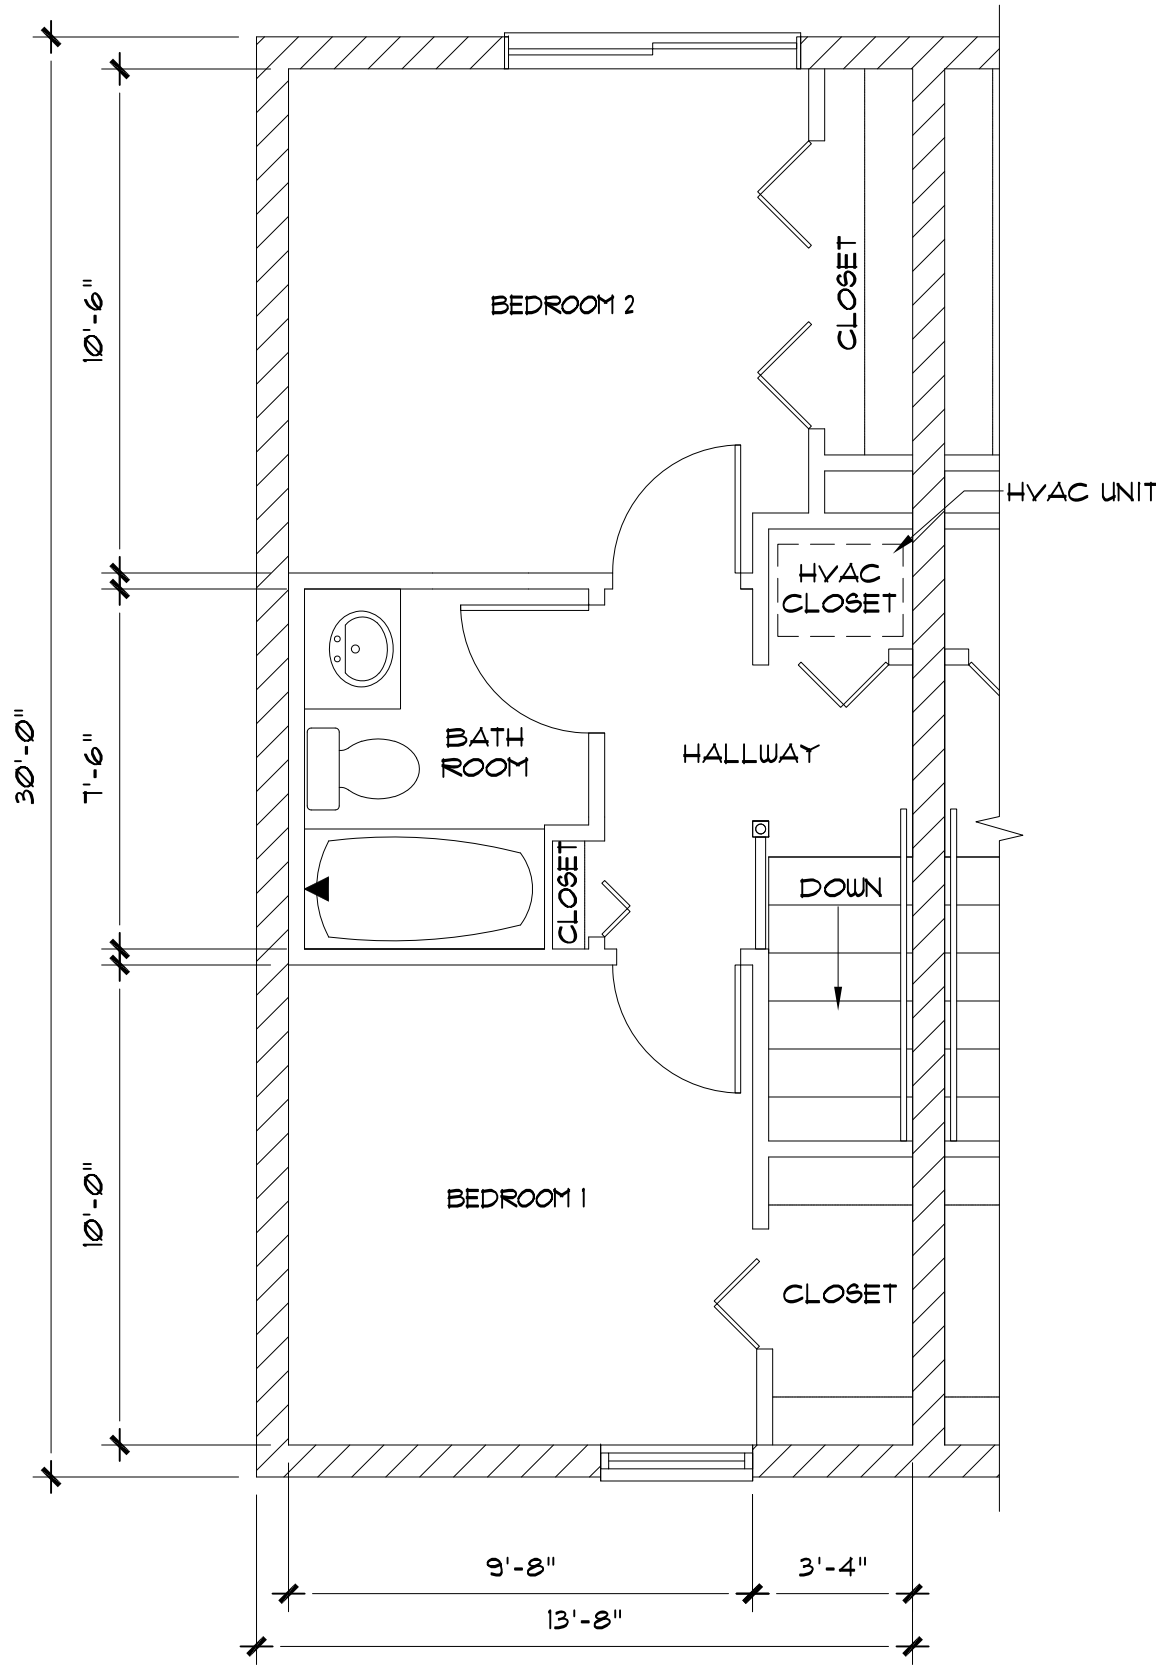 BEDROOM 2
CLOSET
10'-6"
HVAC UNIT
HVAC
CLOSET
30'-0"
7'-6"
BATH
ROOM
HALLWAY
CLOSET
DOWN
10'-0"
BEDROOM 1
CLOSET
9'-8"
3'-4"
13'-8"